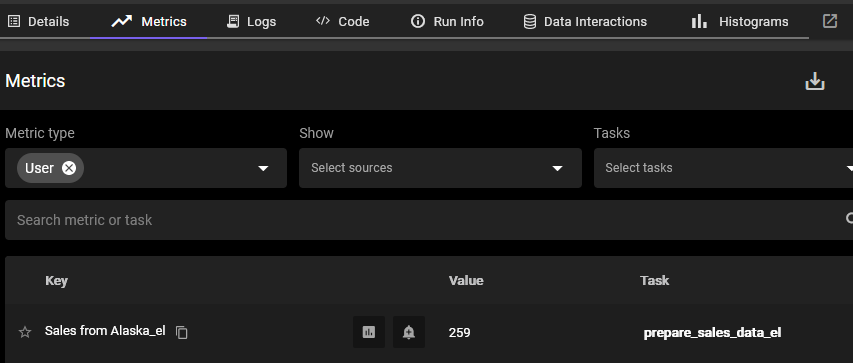 Details Metrics Logs Code Run Info Data Interactions Histograms
Metrics
Metric type Show Tasks
User Select sources Select tasks
Search metric or task
Key Value Task
Sales from Alaska_el 259 prepare_sales_data_el